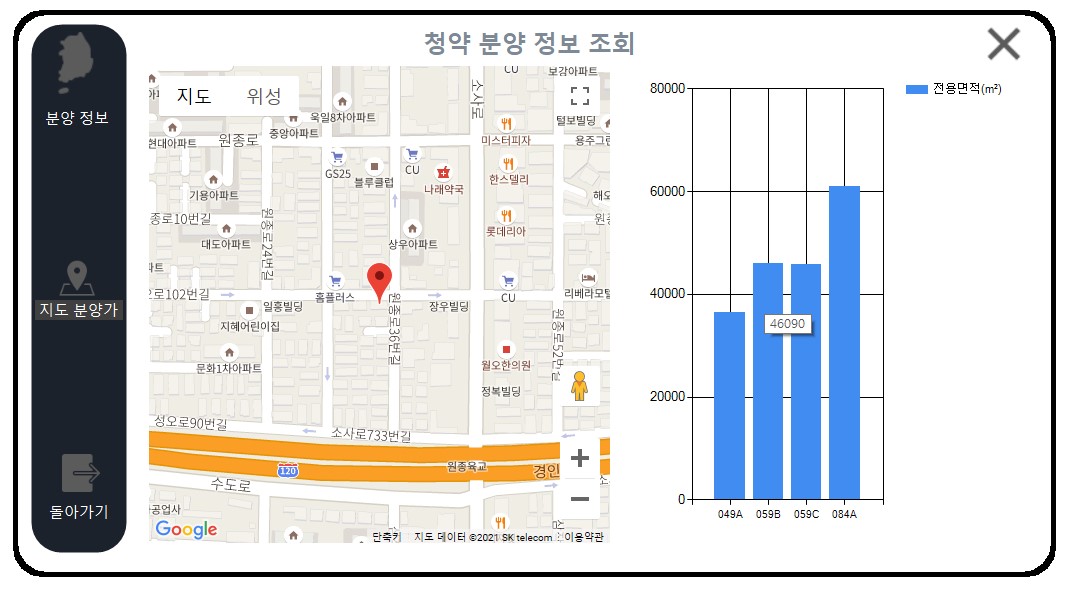 청약 분양 정보 조회
분양 정보
지도 분양가
돌아가기
지도 위성
CU
보감아파트
소사로
욱일8차아파트
중앙아파트
현대아파트
원종로
미스터피자
털보빌딩
용주그린
GS25
블루클럽
CU
나래약국
한스델리
기용아파트
해오
종로10번길
원종로24번길
대도아파트
상우아파트
롯데리아
원종
파트
로102번길
홈플러스
일흥빌딩
원종로36번길
장우빌딩
CU
리베라모텔
지혜어린이집
원종로52번길
문화1차아파트
월오한의원
정복빌딩
성오로90번길
소사로733번길
120
원종육교
경인
수도로
공업사
Google
단축키
지도 데이터 ©2021 SK telecom
이용약관
전용면적(m²)
80000
60000
40000
20000
0
46090
049A 059B 059C 084A